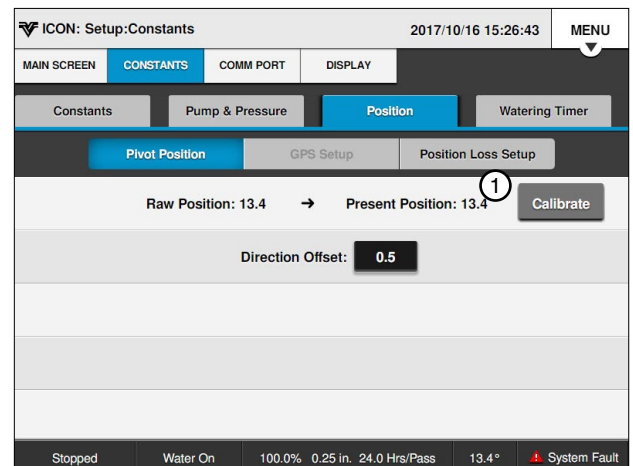 ICON: Setup:Constants 2017/10/16 15:26:43 MENU
MAIN SCREEN CONSTANTS COMM PORT DISPLAY
Constants Pump & Pressure Position Watering Timer
Pivot Position GPS Setup Position Loss Setup
1
Raw Position: 13.4 → Present Position: 13.4 Calibrate
Direction Offset: 0.5
Stopped Water On 100.0% 0.25 in. 24.0 Hrs/Pass 13.4° System Fault